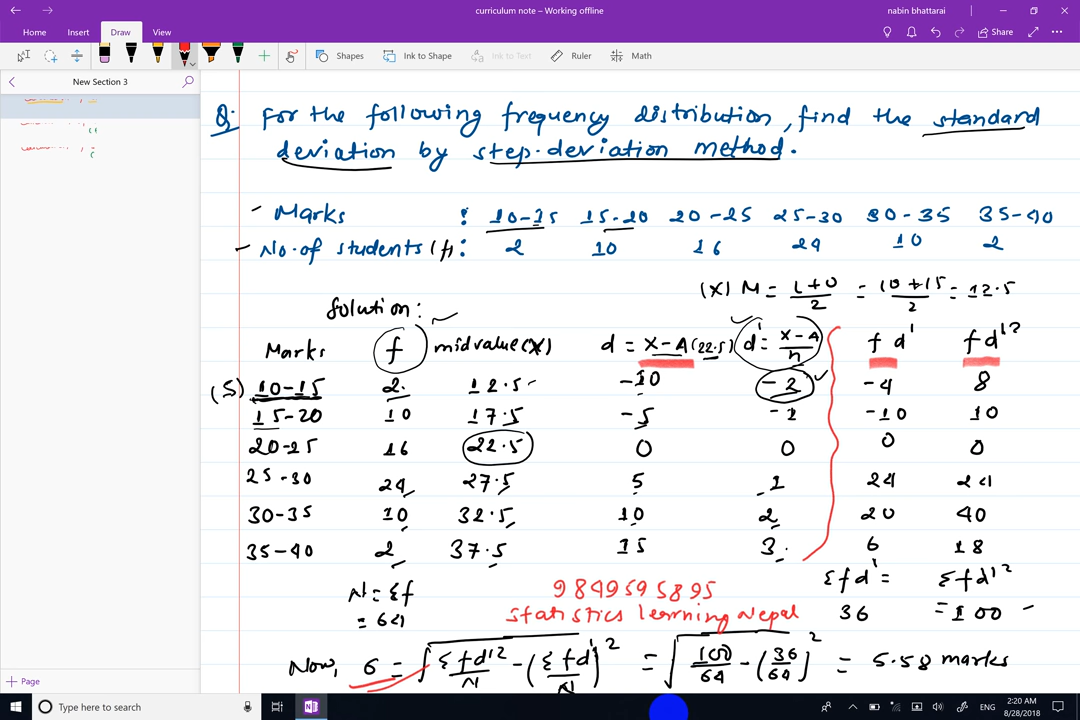 curriculum note – Working offline
nabin bhattarai
Home Insert Draw View
Share
Shapes Ink to Shape Ink to Text Ruler Math
New Section 3
Q: For the following frequency distribution, find the standard
deviation by step-deviation method.
- Marks : 10-15 15-20 20-25 25-30 30-35 35-40
- No. of students (f): 2 10 16 24 10 2
(X) M = L+U/2 = 10+15/2 = 12.5
Solution:
Marks f midvalue(X) d = X-A(22.5) d' = X-A/h f d' f d'²
(5) 10-15 2 12.5 -10 -2 -4 8
15-20 10 17.5 -5 -1 -10 10
20-25 16 22.5 0 0 0 0
25-30 24 27.5 5 1 24 24
30-35 10 32.5 10 2 20 40
35-40 2 37.5 15 3 6 18
N = Σf Σfd' = Σfd'²
= 64 36 = 100
9849595895
Statistics learning Nepal
Now, σ = √Σfd'²/N - (Σfd'/N)² = √100/64 - (36/64)² = 5.58 marks
+ Page
Type here to search
ENG
2:20 AM
8/28/2018